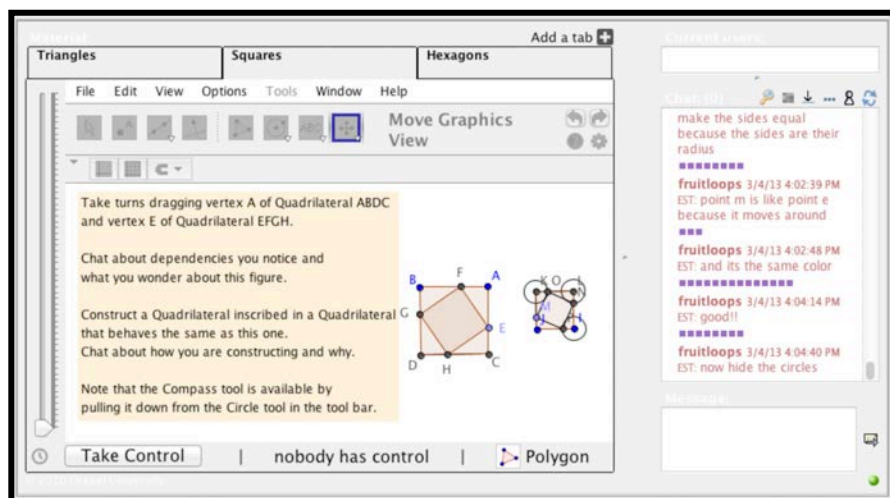 Material:
Add a tab
Triangles
Squares
Hexagons
File Edit View Options Tools Window Help
ABC
Move Graphics
View
Take turns dragging vertex A of Quadrilateral ABDC
and vertex E of Quadrilateral EFGH.
Chat about dependencies you notice and
what you wonder about this figure.
Construct a Quadrilateral inscribed in a Quadrilateral
that behaves the same as this one.
Chat about how you are constructing and why.
Note that the Compass tool is available by
pulling it down from the Circle tool in the tool bar.
B F A
G E
D H C
K O
N
M
J I
Take Control | nobody has control | Polygon
Current users:
make the sides equal
because the sides are their
radius
fruitloops 3/4/13 4:02:39 PM
EST: point m is like point e
because it moves around
fruitloops 3/4/13 4:02:48 PM
EST: and its the same color
fruitloops 3/4/13 4:04:14 PM
EST: good!!
fruitloops 3/4/13 4:04:40 PM
EST: now hide the circles
Message: